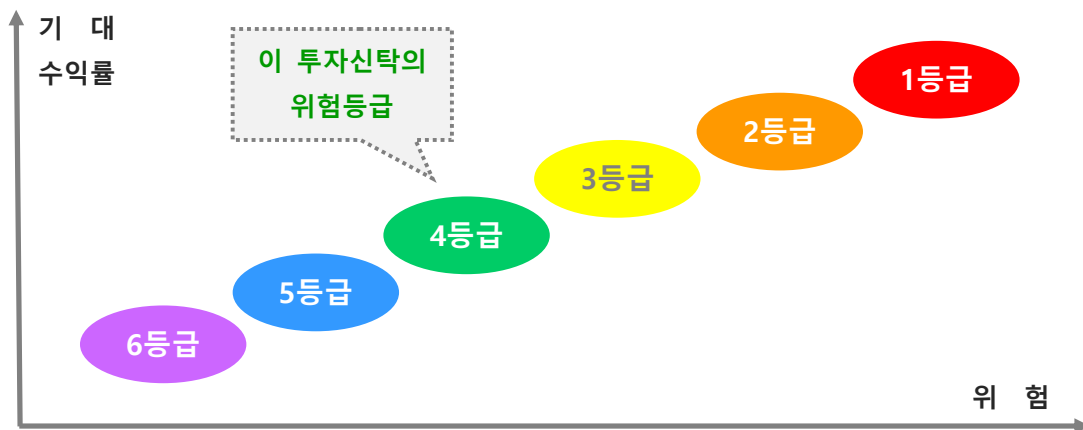 기 대
수익률
이 투자신탁의
위험등급
1등급
2등급
3등급
4등급
5등급
6등급
위 험